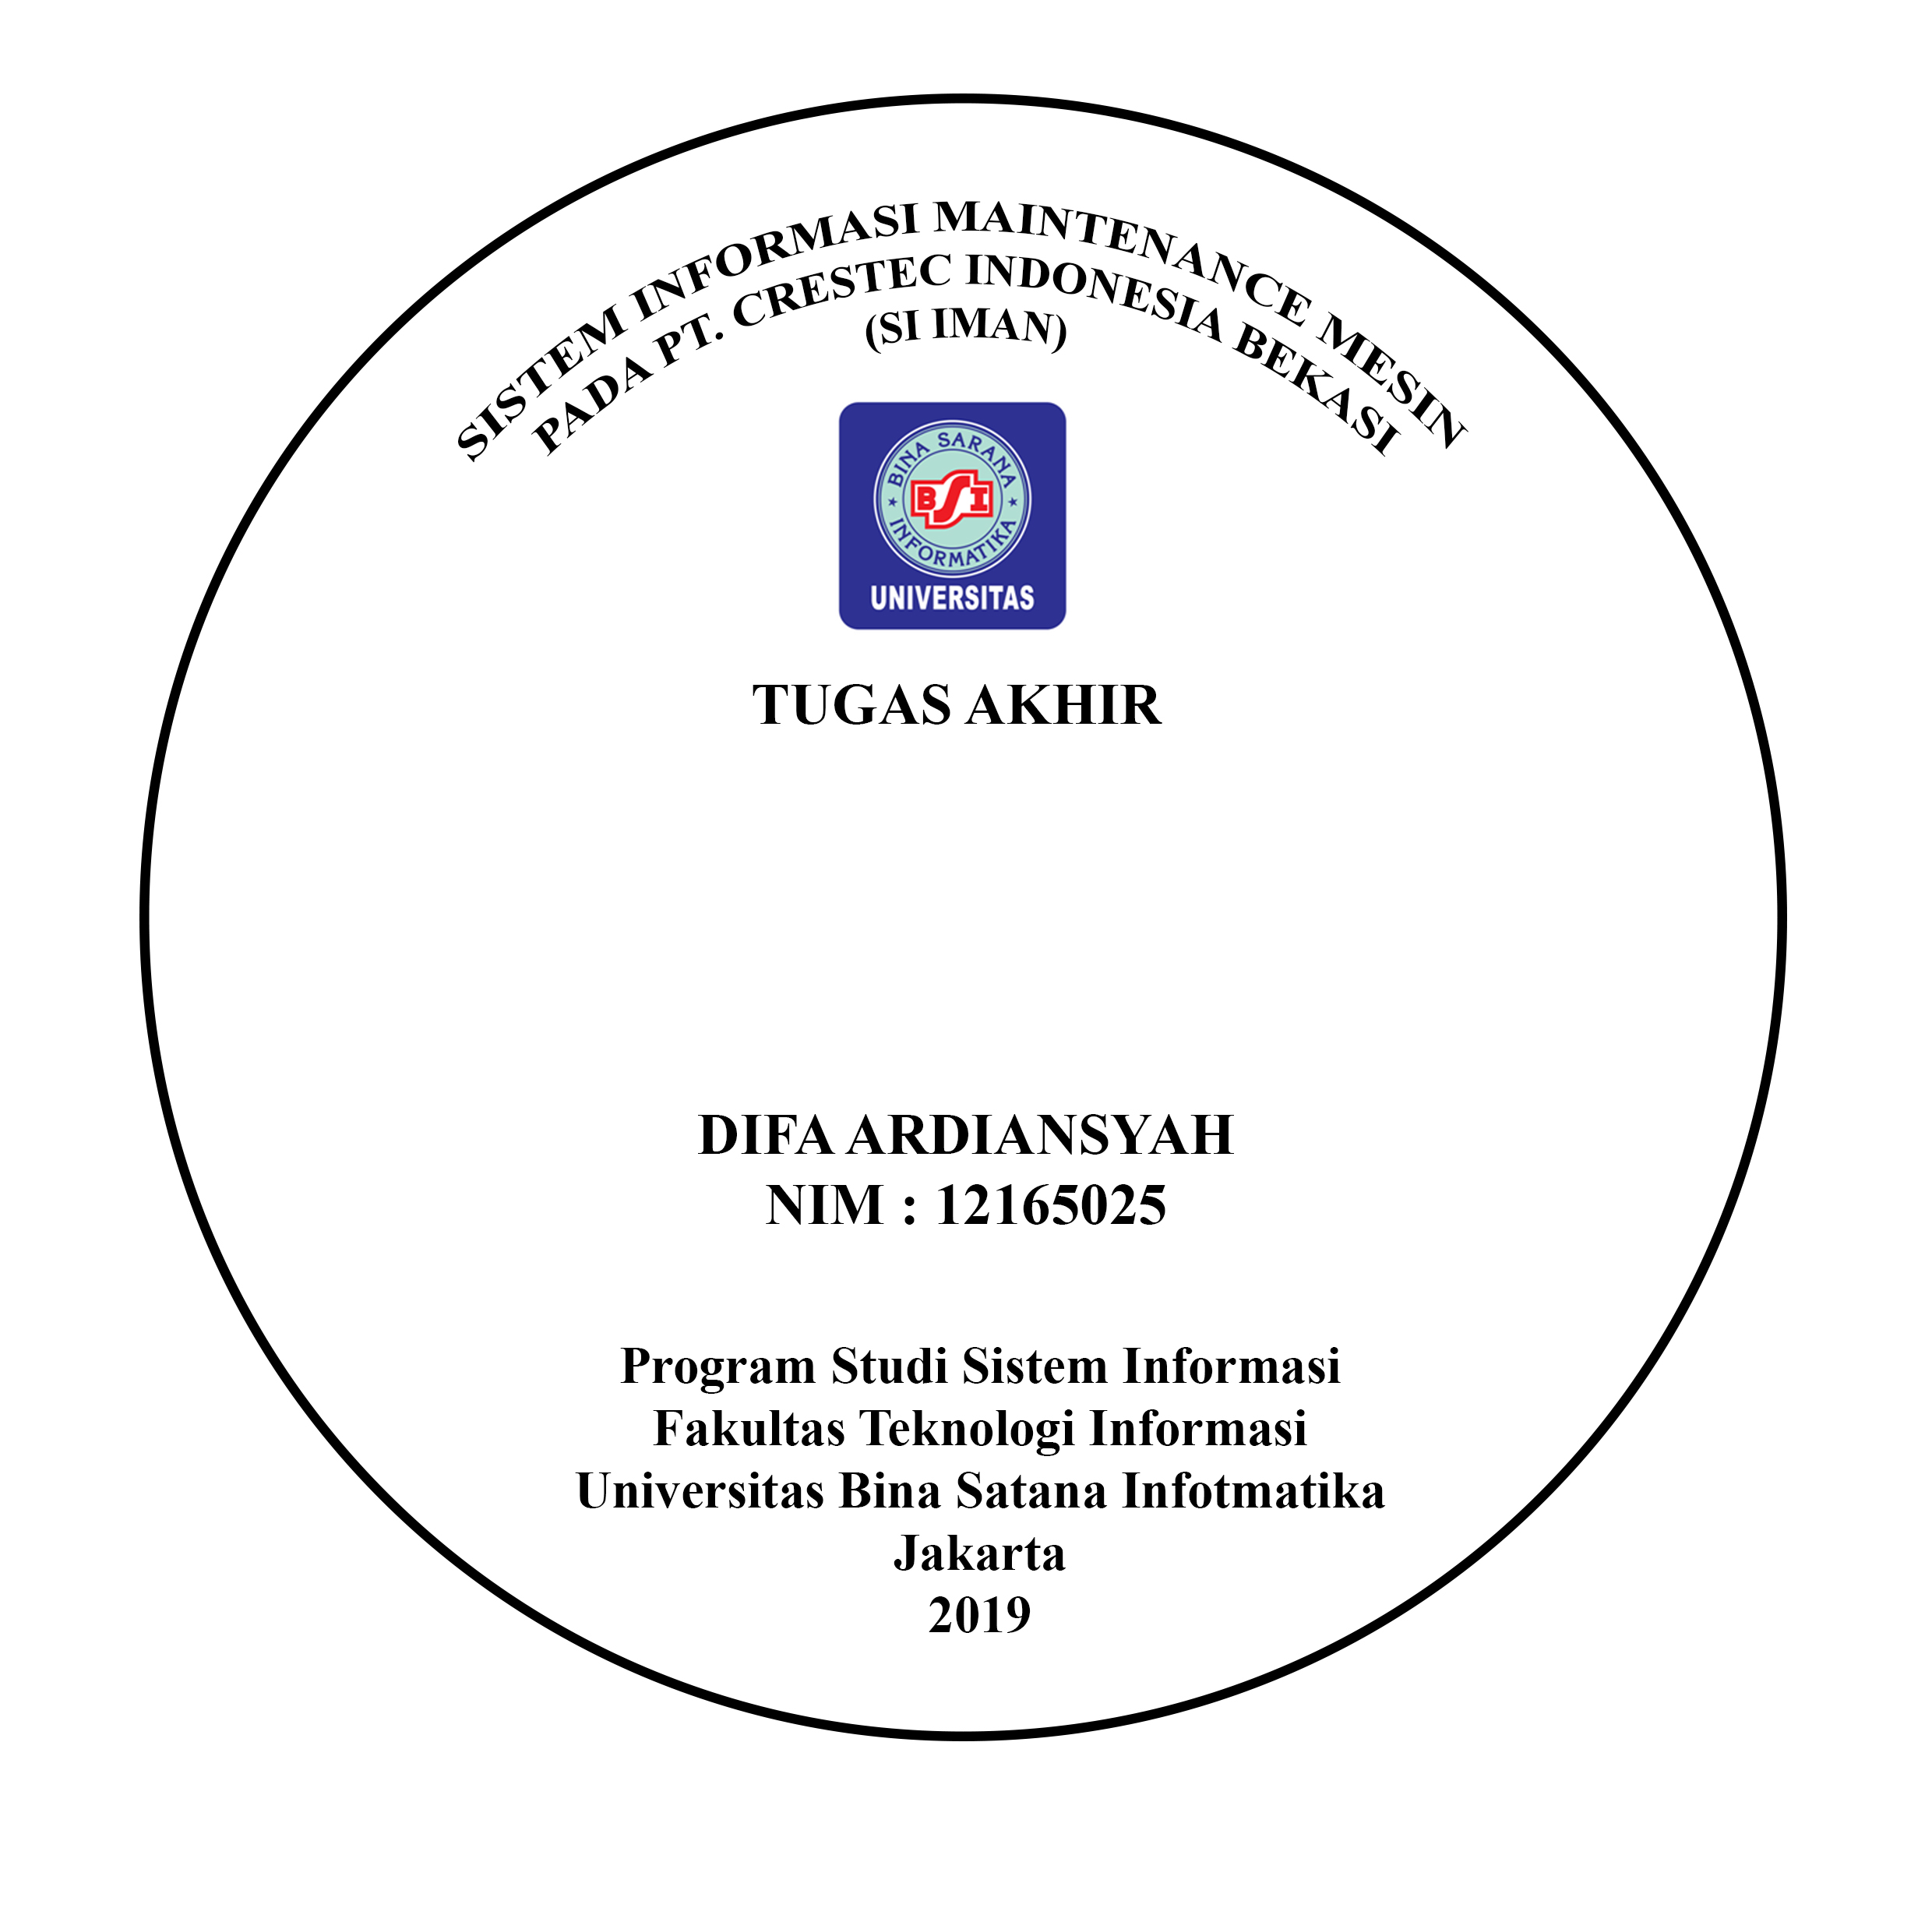 SISTEM INFORMASI MAINTENANCE MESIN
PADA PT. CRESTEC INDONESIA BEKASI
(SI IMAN)
BINA SARANA
BSI
INFORMATIKA
UNIVERSITAS
TUGAS AKHIR
DIFA ARDIANSYAH
NIM : 12165025
Program Studi Sistem Informasi
Fakultas Teknologi Informasi
Universitas Bina Satana Infotmatika
Jakarta
2019